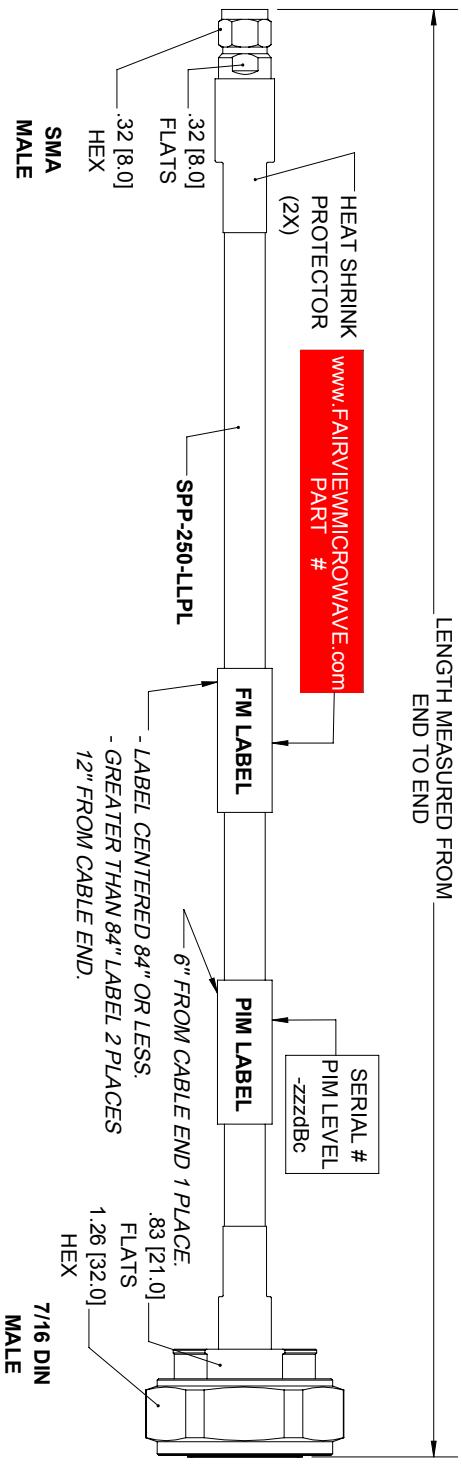 LENGTH MEASURED FROM
END TO END
HEAT SHRINK
PROTECTOR
(2X)
www.FAIRVIEWMICROWAVE.com
PART #
SERIAL #
PIM LEVEL
-zzzdBc
FM LABEL
PIM LABEL
.32 [8.0]
FLATS
.32 [8.0]
HEX
SMA
MALE
SPP-250-LLPL
- LABEL CENTERED 84" OR LESS.
- GREATER THAN 84" LABEL 2 PLACES
12" FROM CABLE END.
6" FROM CABLE END 1 PLACE.
.83 [21.0]
FLATS
1.26 [32.0]
HEX
7/16 DIN
MALE